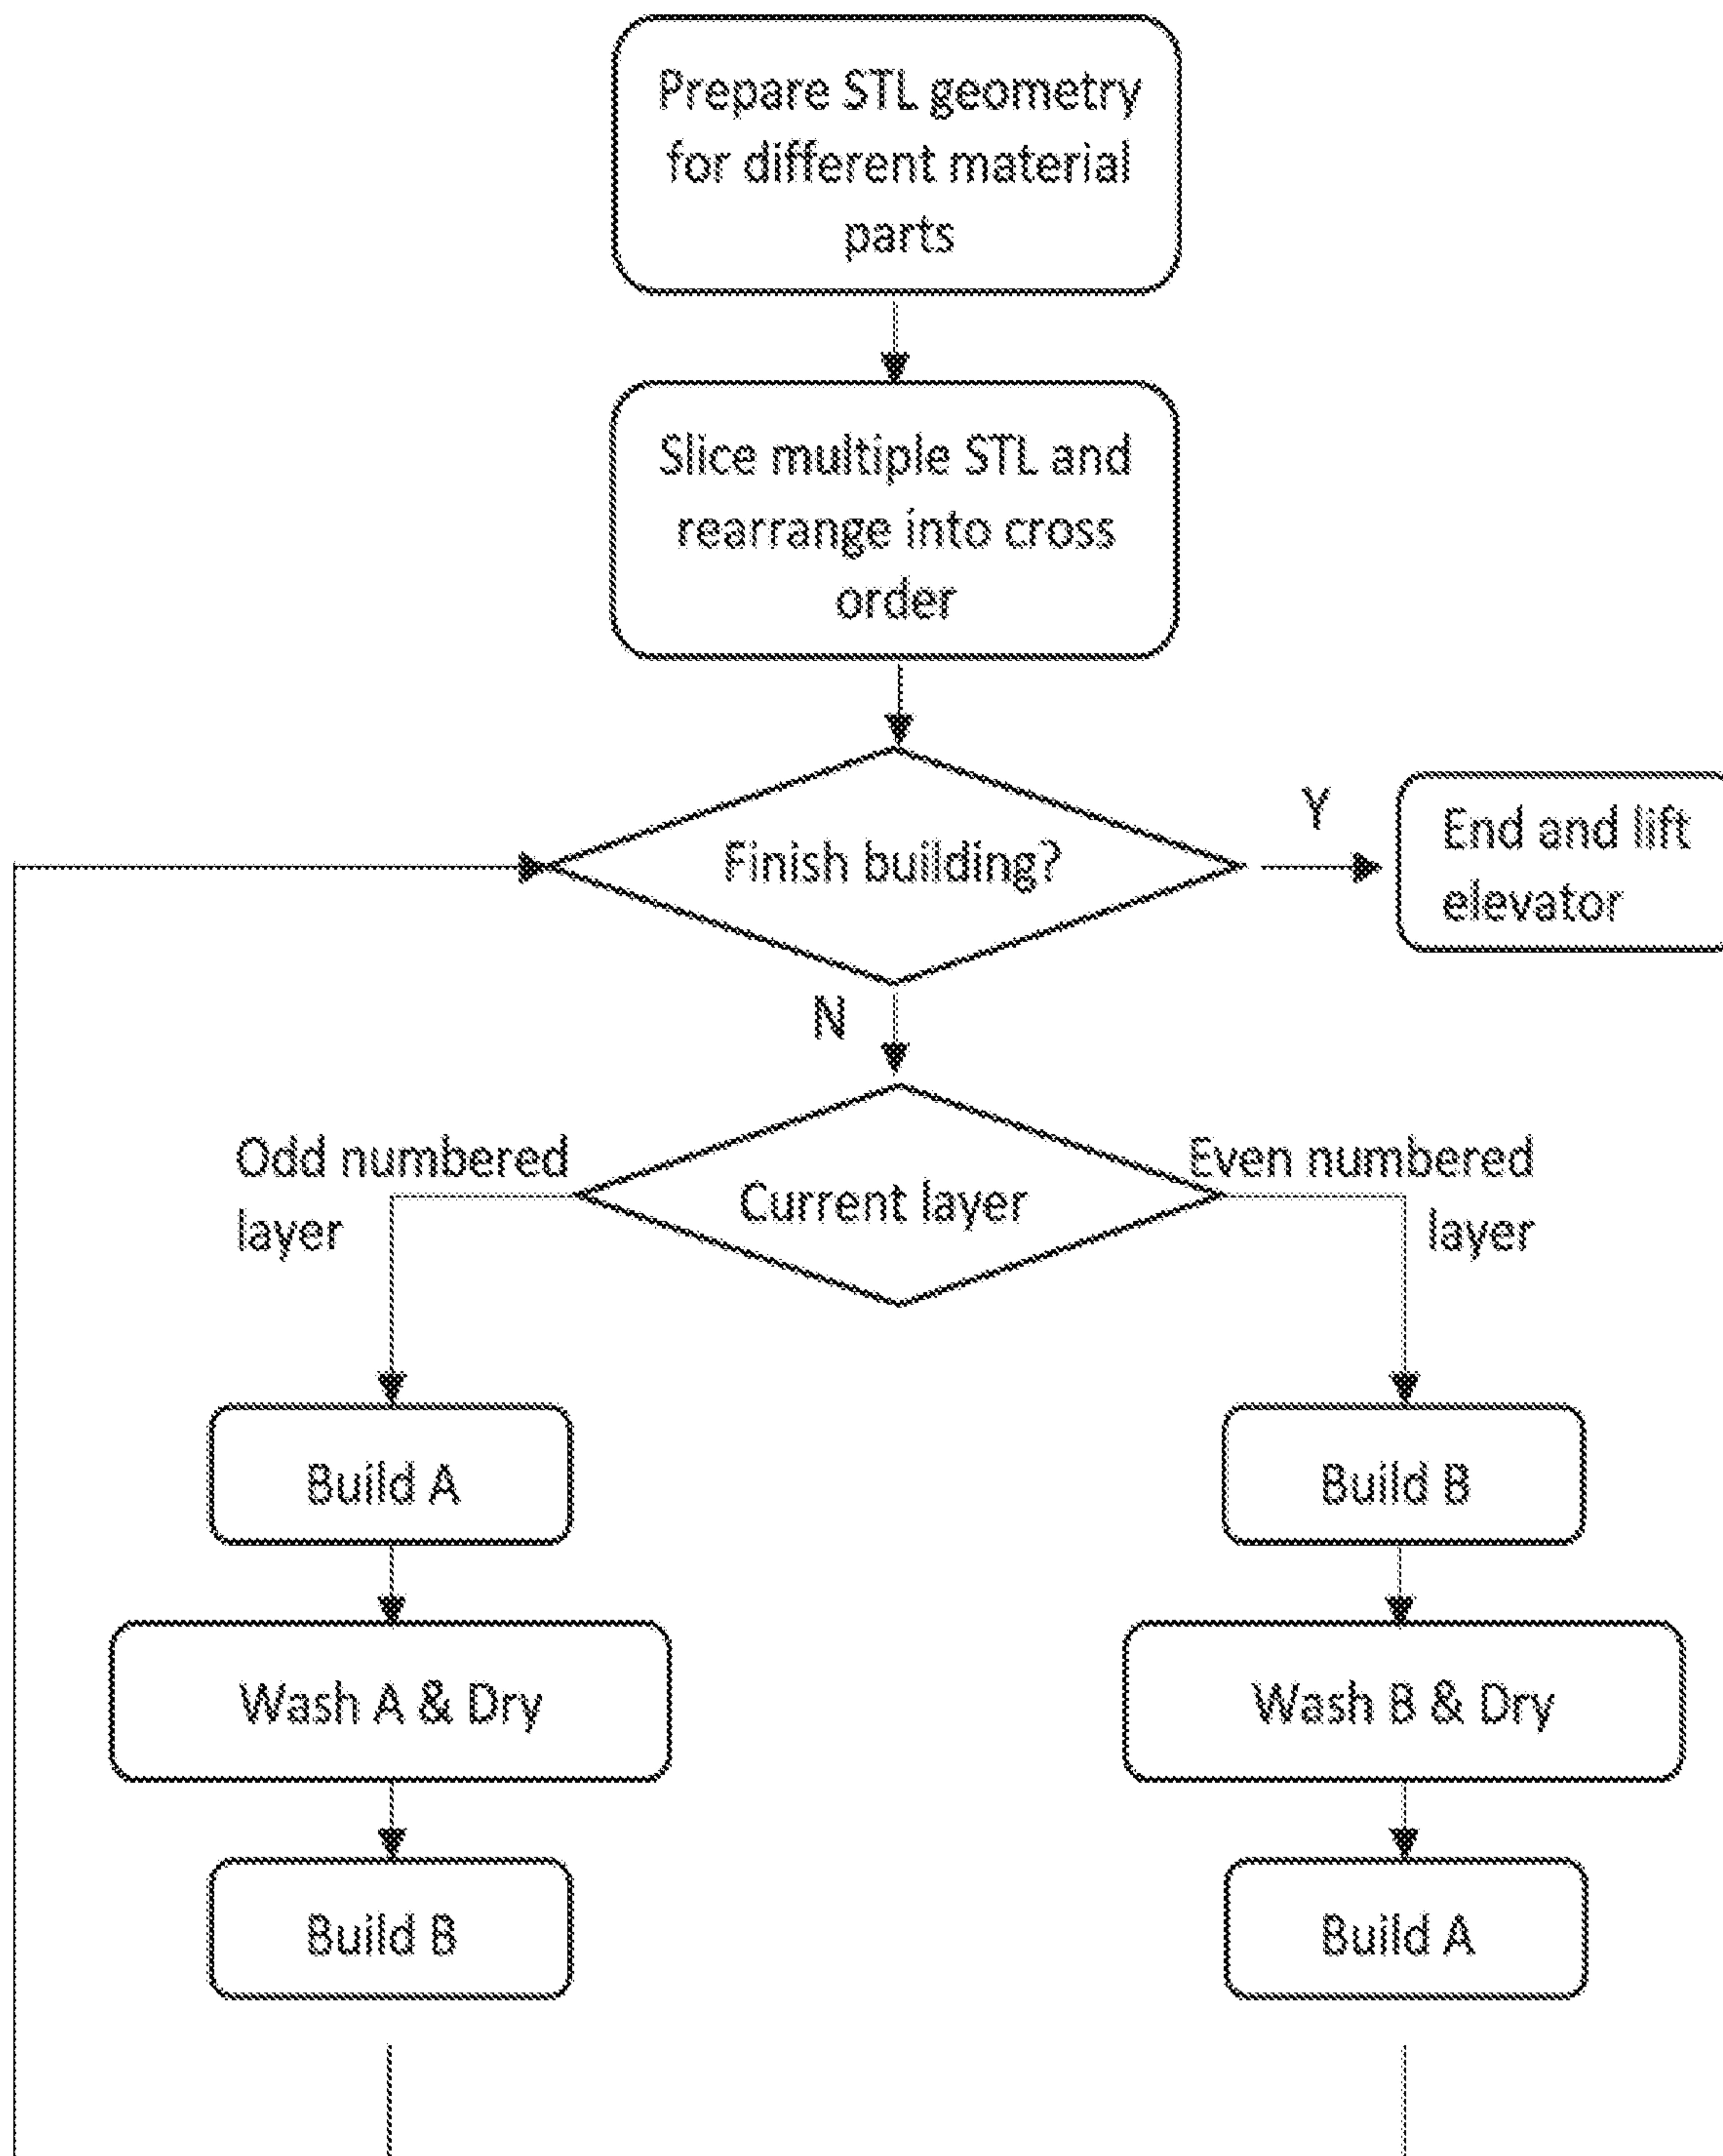 Prepare STL geometry
for different material
parts
Slice multiple STL and
rearrange into cross
order
Finish building?
Y
End and lift
elevator
N
Odd numbered
layer
Current layer
Even numbered
layer
Build A
Build B
Wash A & Dry
Wash B & Dry
Build B
Build A